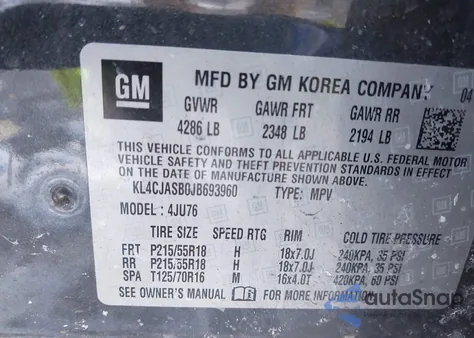 GM
MFD BY GM KOREA COMPANY 04
GVWR GAWR FRT GAWR RR
4286 LB 2348 LB 2194 LB
THIS VEHICLE CONFORMS TO ALL APPLICABLE U.S. FEDERAL MOTOR
VEHICLE SAFETY AND THEFT PREVENTION STANDARDS IN EFFECT
ON THE DATE OF MANUFACTURE SHOWN ABOVE.
KL4CJASB0JB693960 TYPE: MPV
MODEL: 4JU76
TIRE SIZE SPEED RTG RIM COLD TIRE PRESSURE
FRT P215/55R18 H 18x7.0J 240KPA, 35 PSI
RR P215/55R18 H 18x7.0J 240KPA, 35 PSI
SPA T125/70R16 M 16x4.0T 420KPA, 60 PSI
SEE OWNER'S MANUAL FOR MORE INFORMATION.
autoSnap